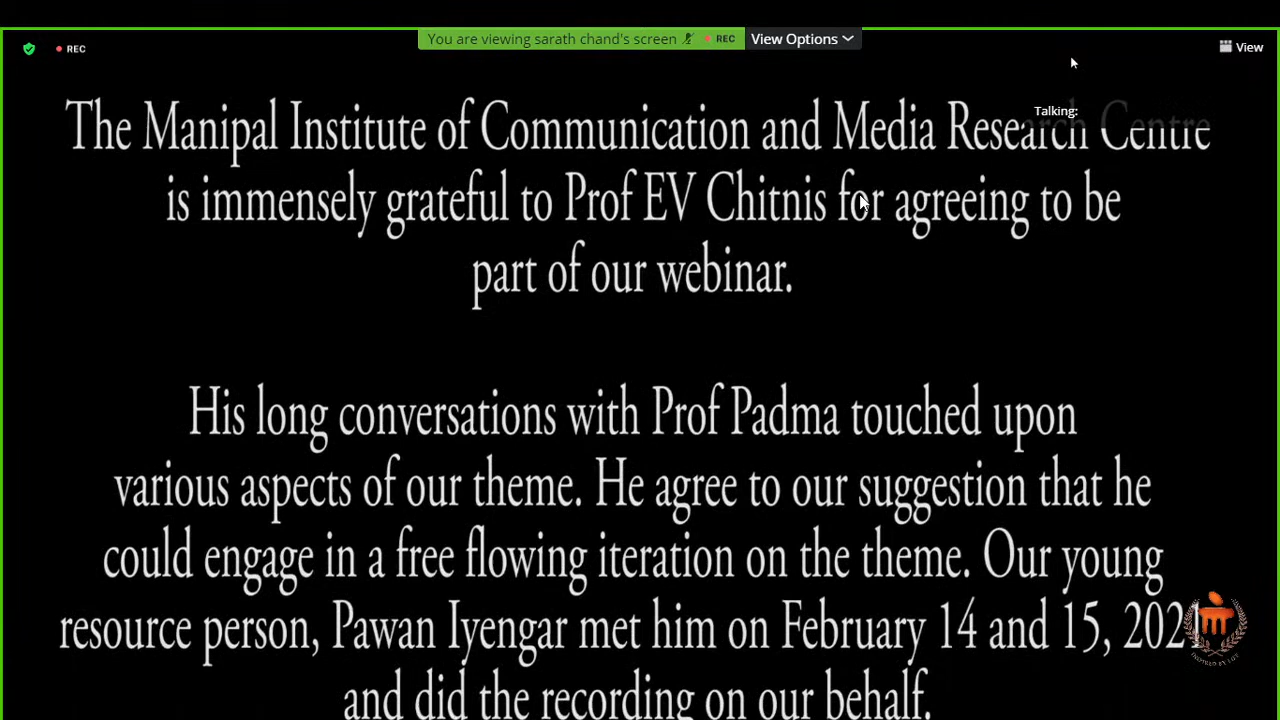 You are viewing sarath chand's screen REC View Options
REC
View
Talking:
The Manipal Institute of Communication and Media Research Centre
is immensely grateful to Prof EV Chitnis for agreeing to be
part of our webinar.
His long conversations with Prof Padma touched upon
various aspects of our theme. He agree to our suggestion that he
could engage in a free flowing iteration on the theme. Our young
resource person, Pawan Iyengar met him on February 14 and 15, 2021
and did the recording on our behalf.
INSPIRED BY LIFE